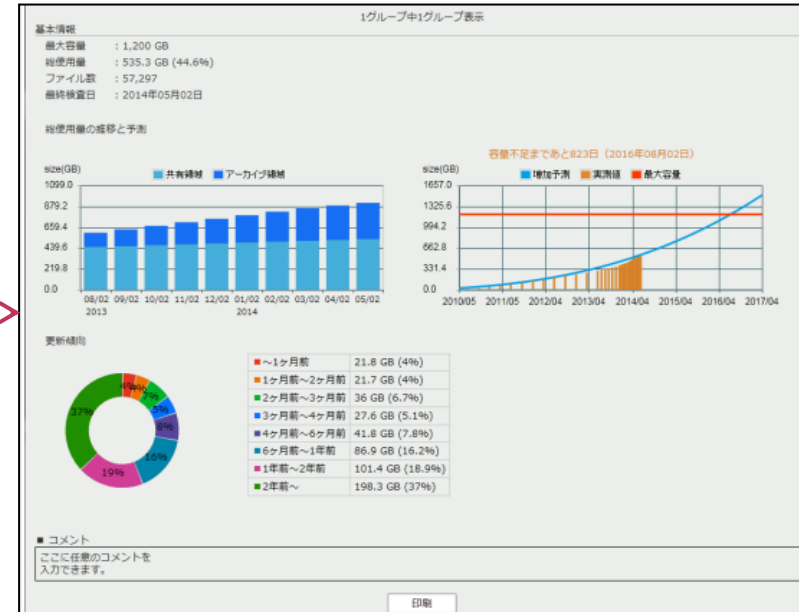 1グループ中1グループ表示
基本情報
最大容量 : 1,200 GB
総使用量 : 535.3 GB (44.6%)
ファイル数 : 57,297
最終検査日 : 2014年05月02日
総使用量の推移と予測
size(GB)
共有領域 アーカイブ領域
1099.0
879.2
659.4
439.6
219.8
0.0
08/02 09/02 10/02 11/02 12/02 01/02 02/02 03/02 04/02 05/02
2013 2014
容量不足まであと823日（2016年08月02日）
size(GB)
増加予測 実測値 最大容量
1657.0
1325.6
994.2
662.8
331.4
0.0
2010/05 2011/05 2012/04 2013/04 2014/04 2015/04 2016/04 2017/04
更新傾向
4%
4%
7%
5%
8%
16%
19%
37%
～1ヶ月前 21.8 GB (4%)
1ヶ月前～2ヶ月前 21.7 GB (4%)
2ヶ月前～3ヶ月前 36 GB (6.7%)
3ヶ月前～4ヶ月前 27.6 GB (5.1%)
4ヶ月前～6ヶ月前 41.8 GB (7.8%)
6ヶ月前～1年前 86.9 GB (16.2%)
1年前～2年前 101.4 GB (18.9%)
2年前～ 198.3 GB (37%)
■ コメント
ここに任意のコメントを
入力できます。
印刷